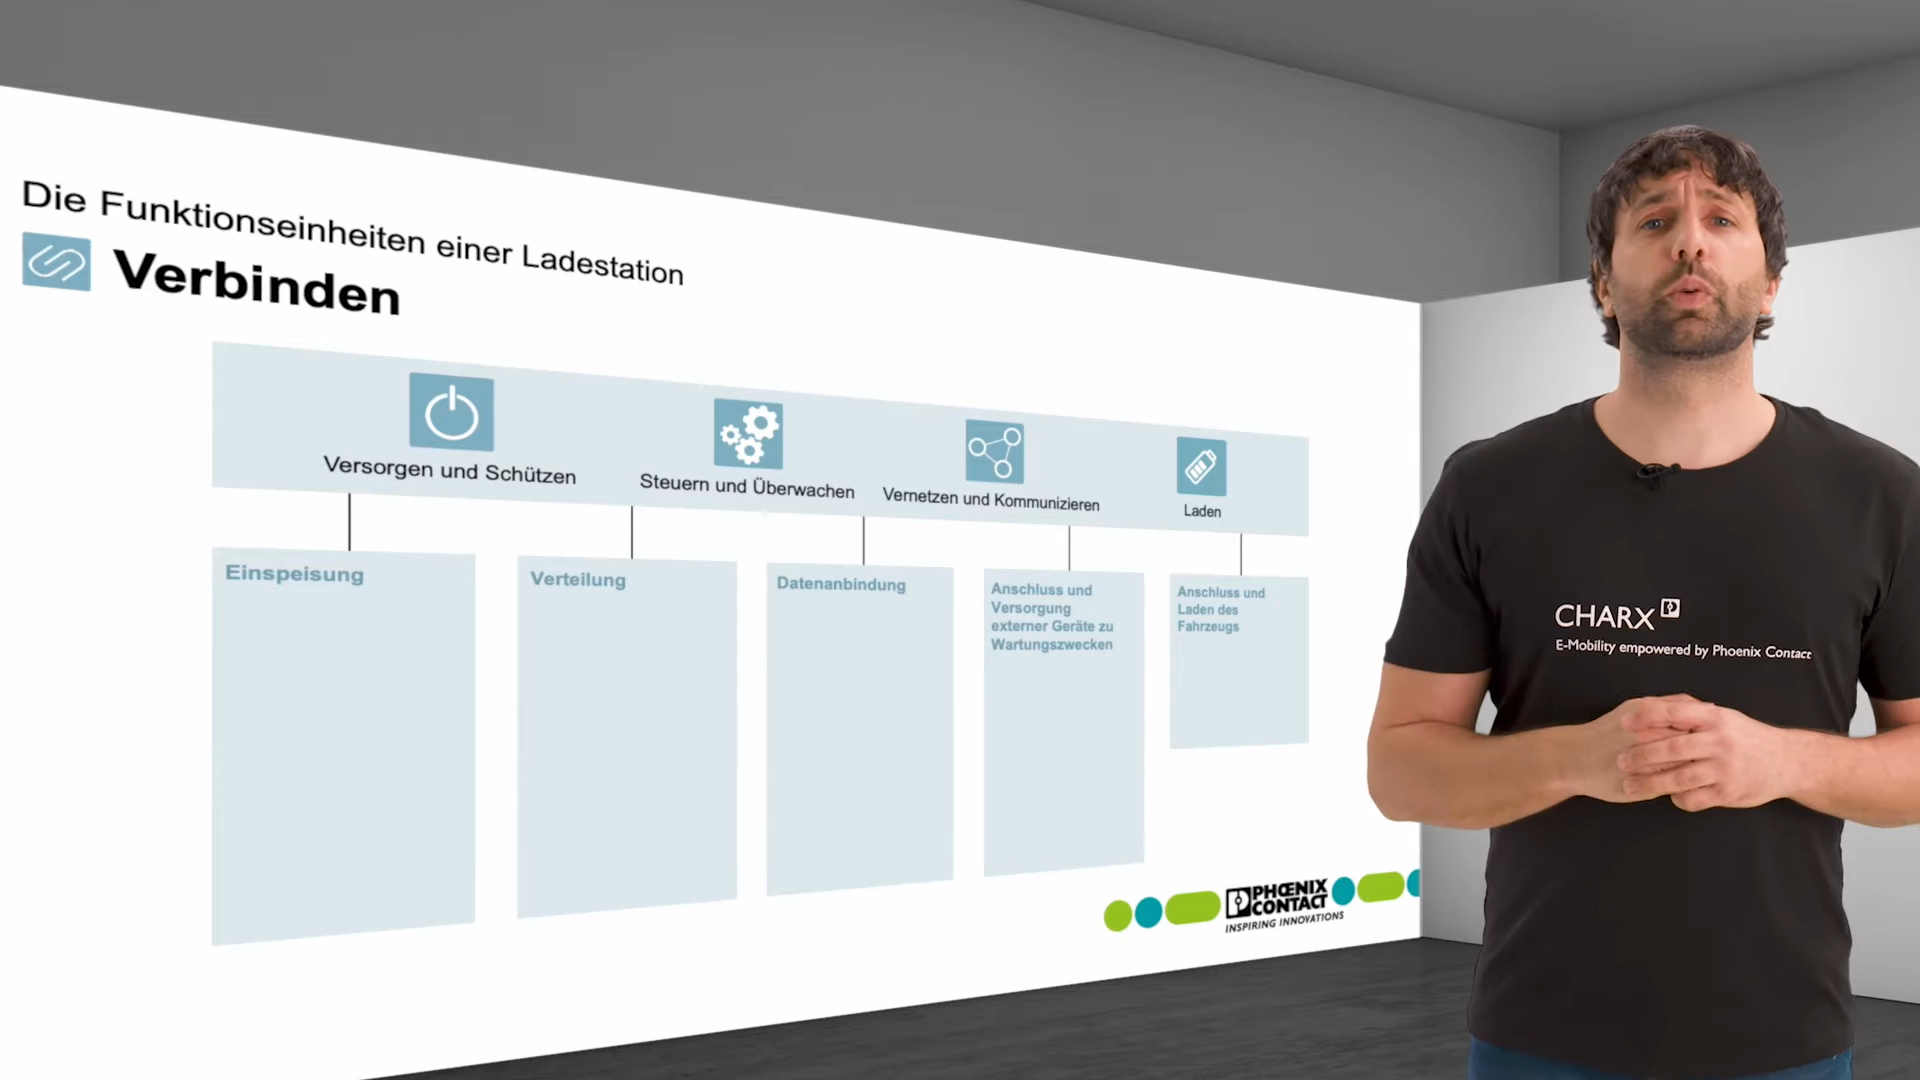 Die Funktionseinheiten einer Ladestation
Verbinden
Versorgen und Schützen
Steuern und Überwachen
Vernetzen und Kommunizieren
Laden
Einspeisung
Verteilung
Datenanbindung
Anschluss und
Versorgung
externer Geräte zu
Wartungszwecken
Anschluss und
Laden des
Fahrzeugs
PHŒNIX
CONTACT
INSPIRING INNOVATIONS
CHARX
E-Mobility empowered by Phoenix Contact